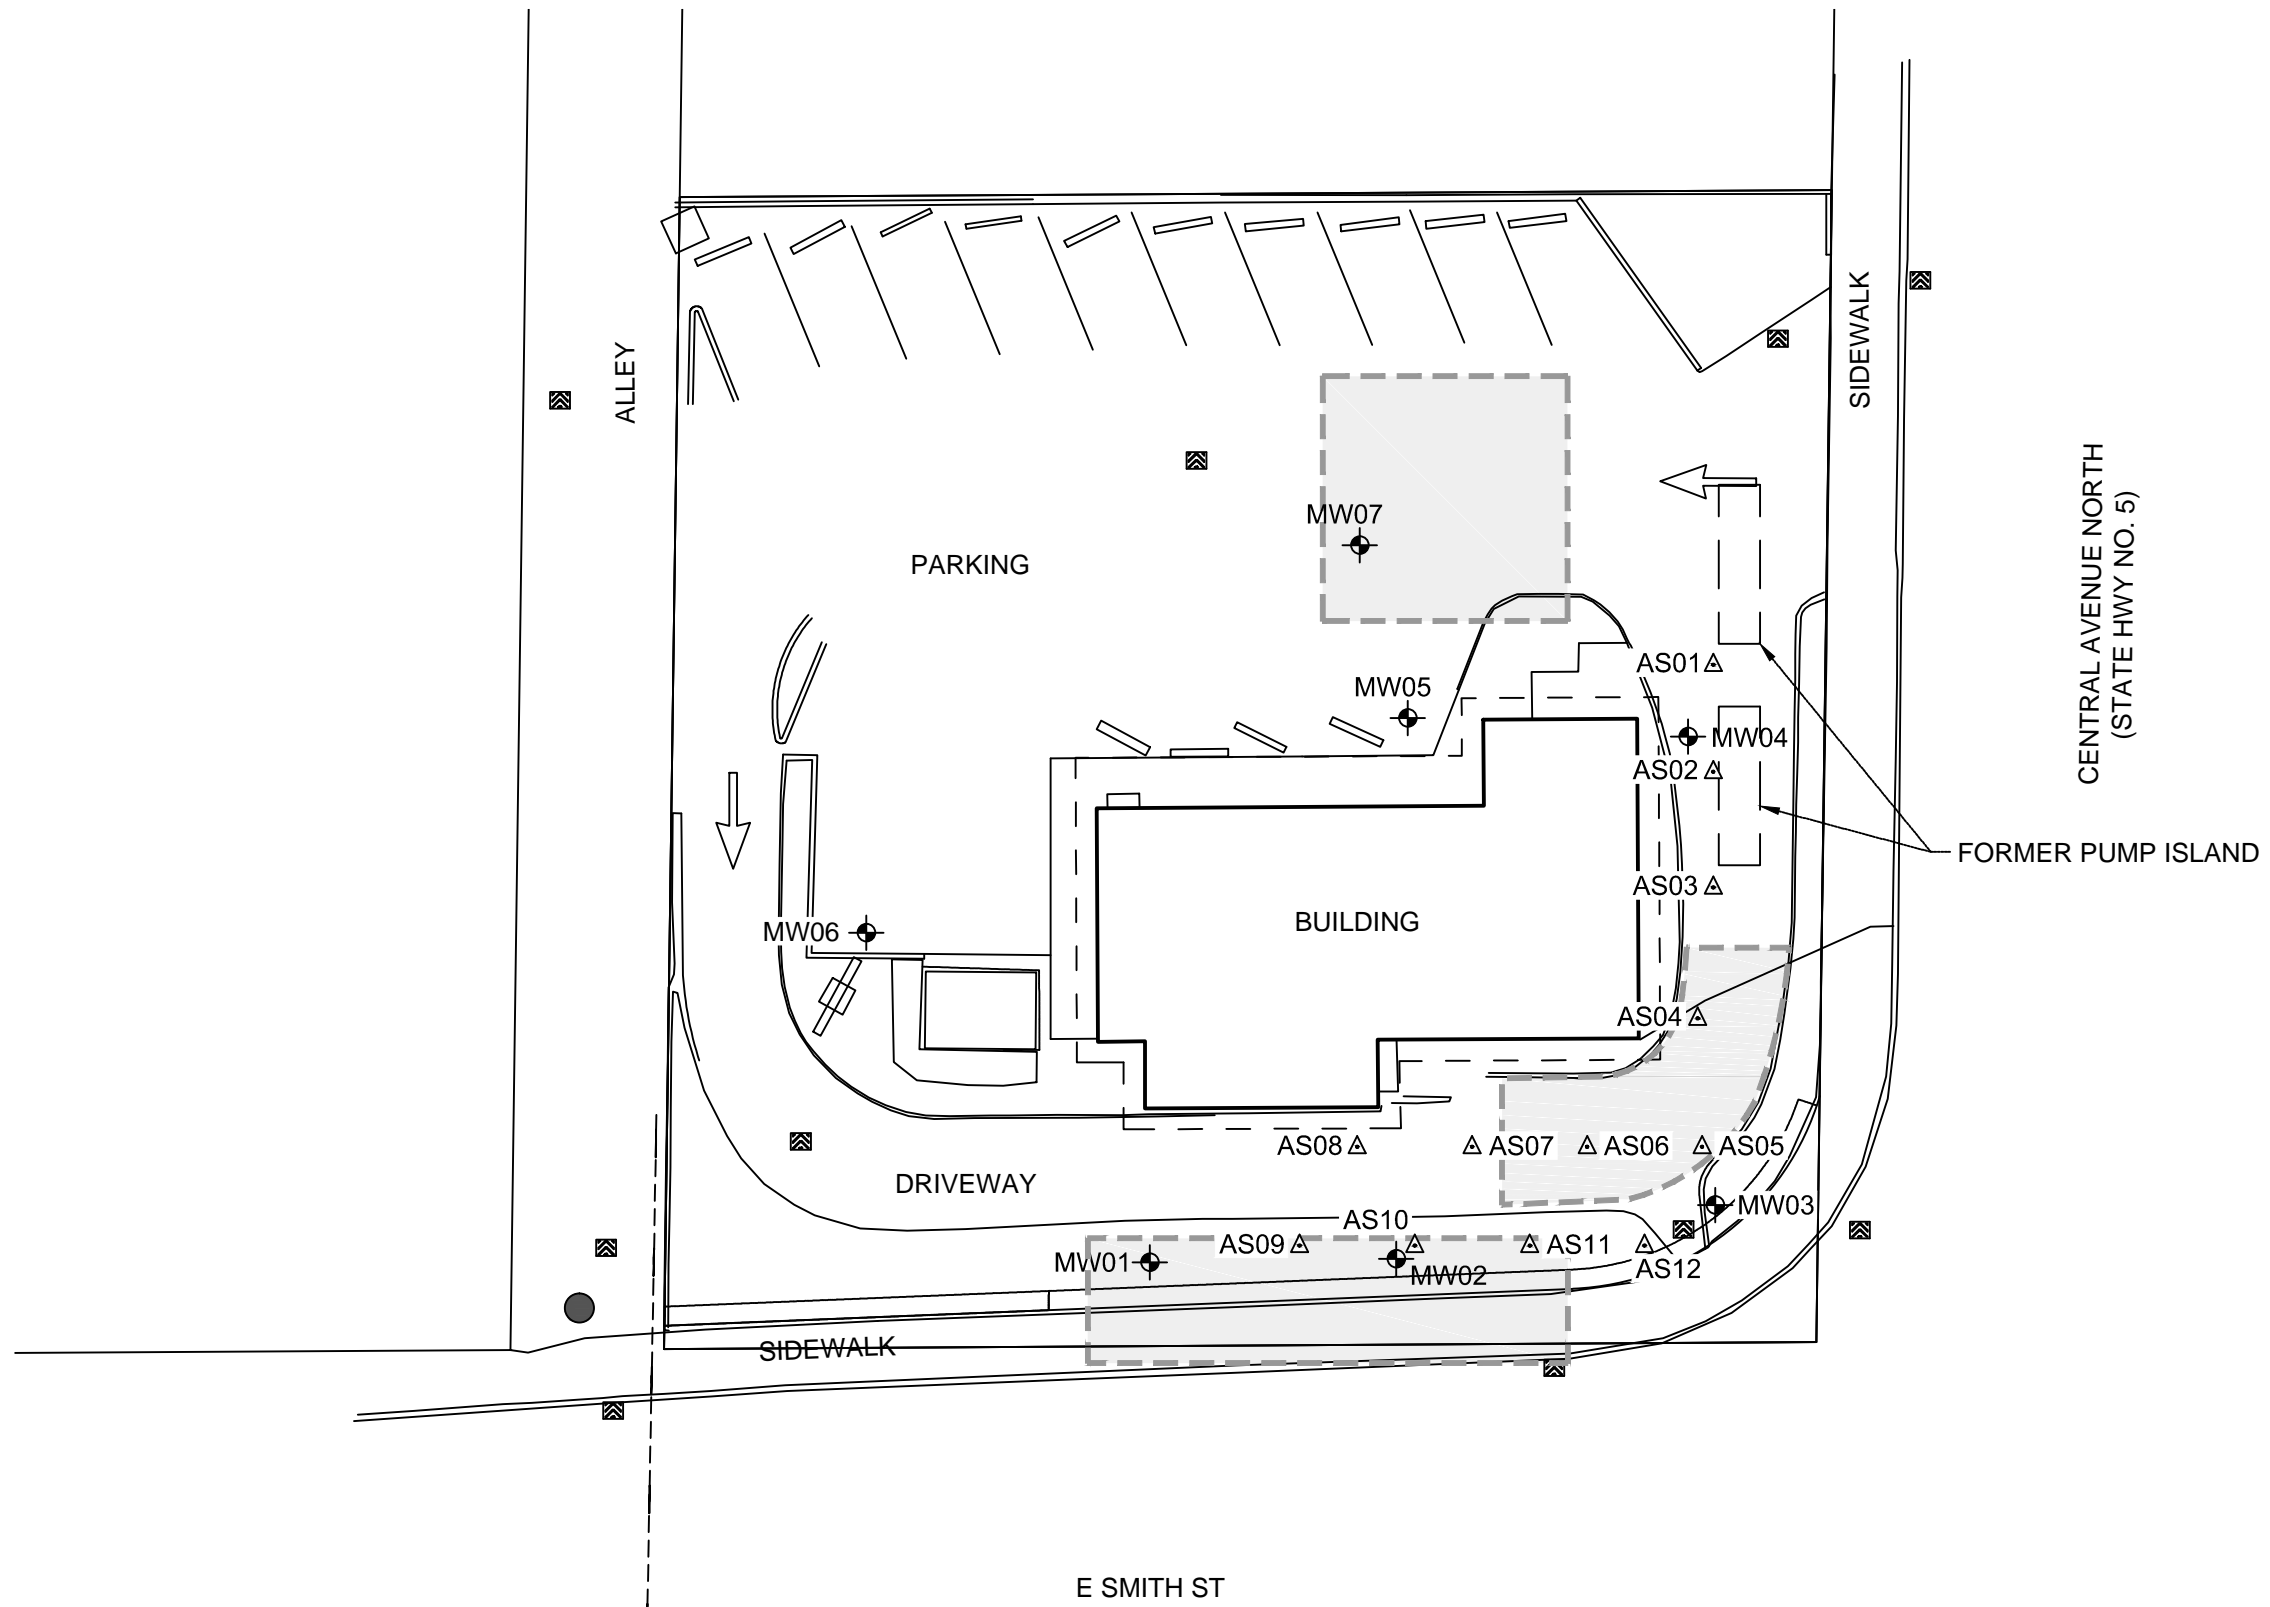 ALLEY
SIDEWALK
CENTRAL AVENUE NORTH
(STATE HWY NO. 5)
MW07
PARKING
AS01
MW05
MW04
AS02
FORMER PUMP ISLAND
AS03
BUILDING
MW06
AS04
AS08
AS07
AS06
AS05
DRIVEWAY
MW03
AS10
AS09
AS11
MW01
MW02
AS12
SIDEWALK
E SMITH ST